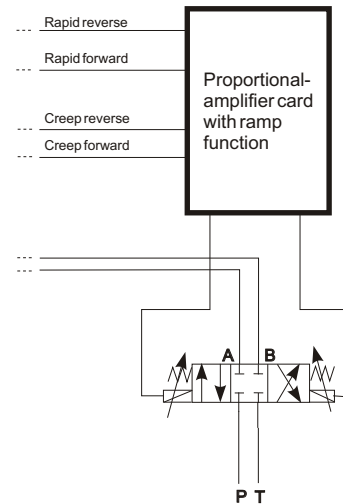 Rapid reverse
Rapid forward
Creep reverse
Creep forward
Proportional-
amplifier card
with ramp
function
A B
P T